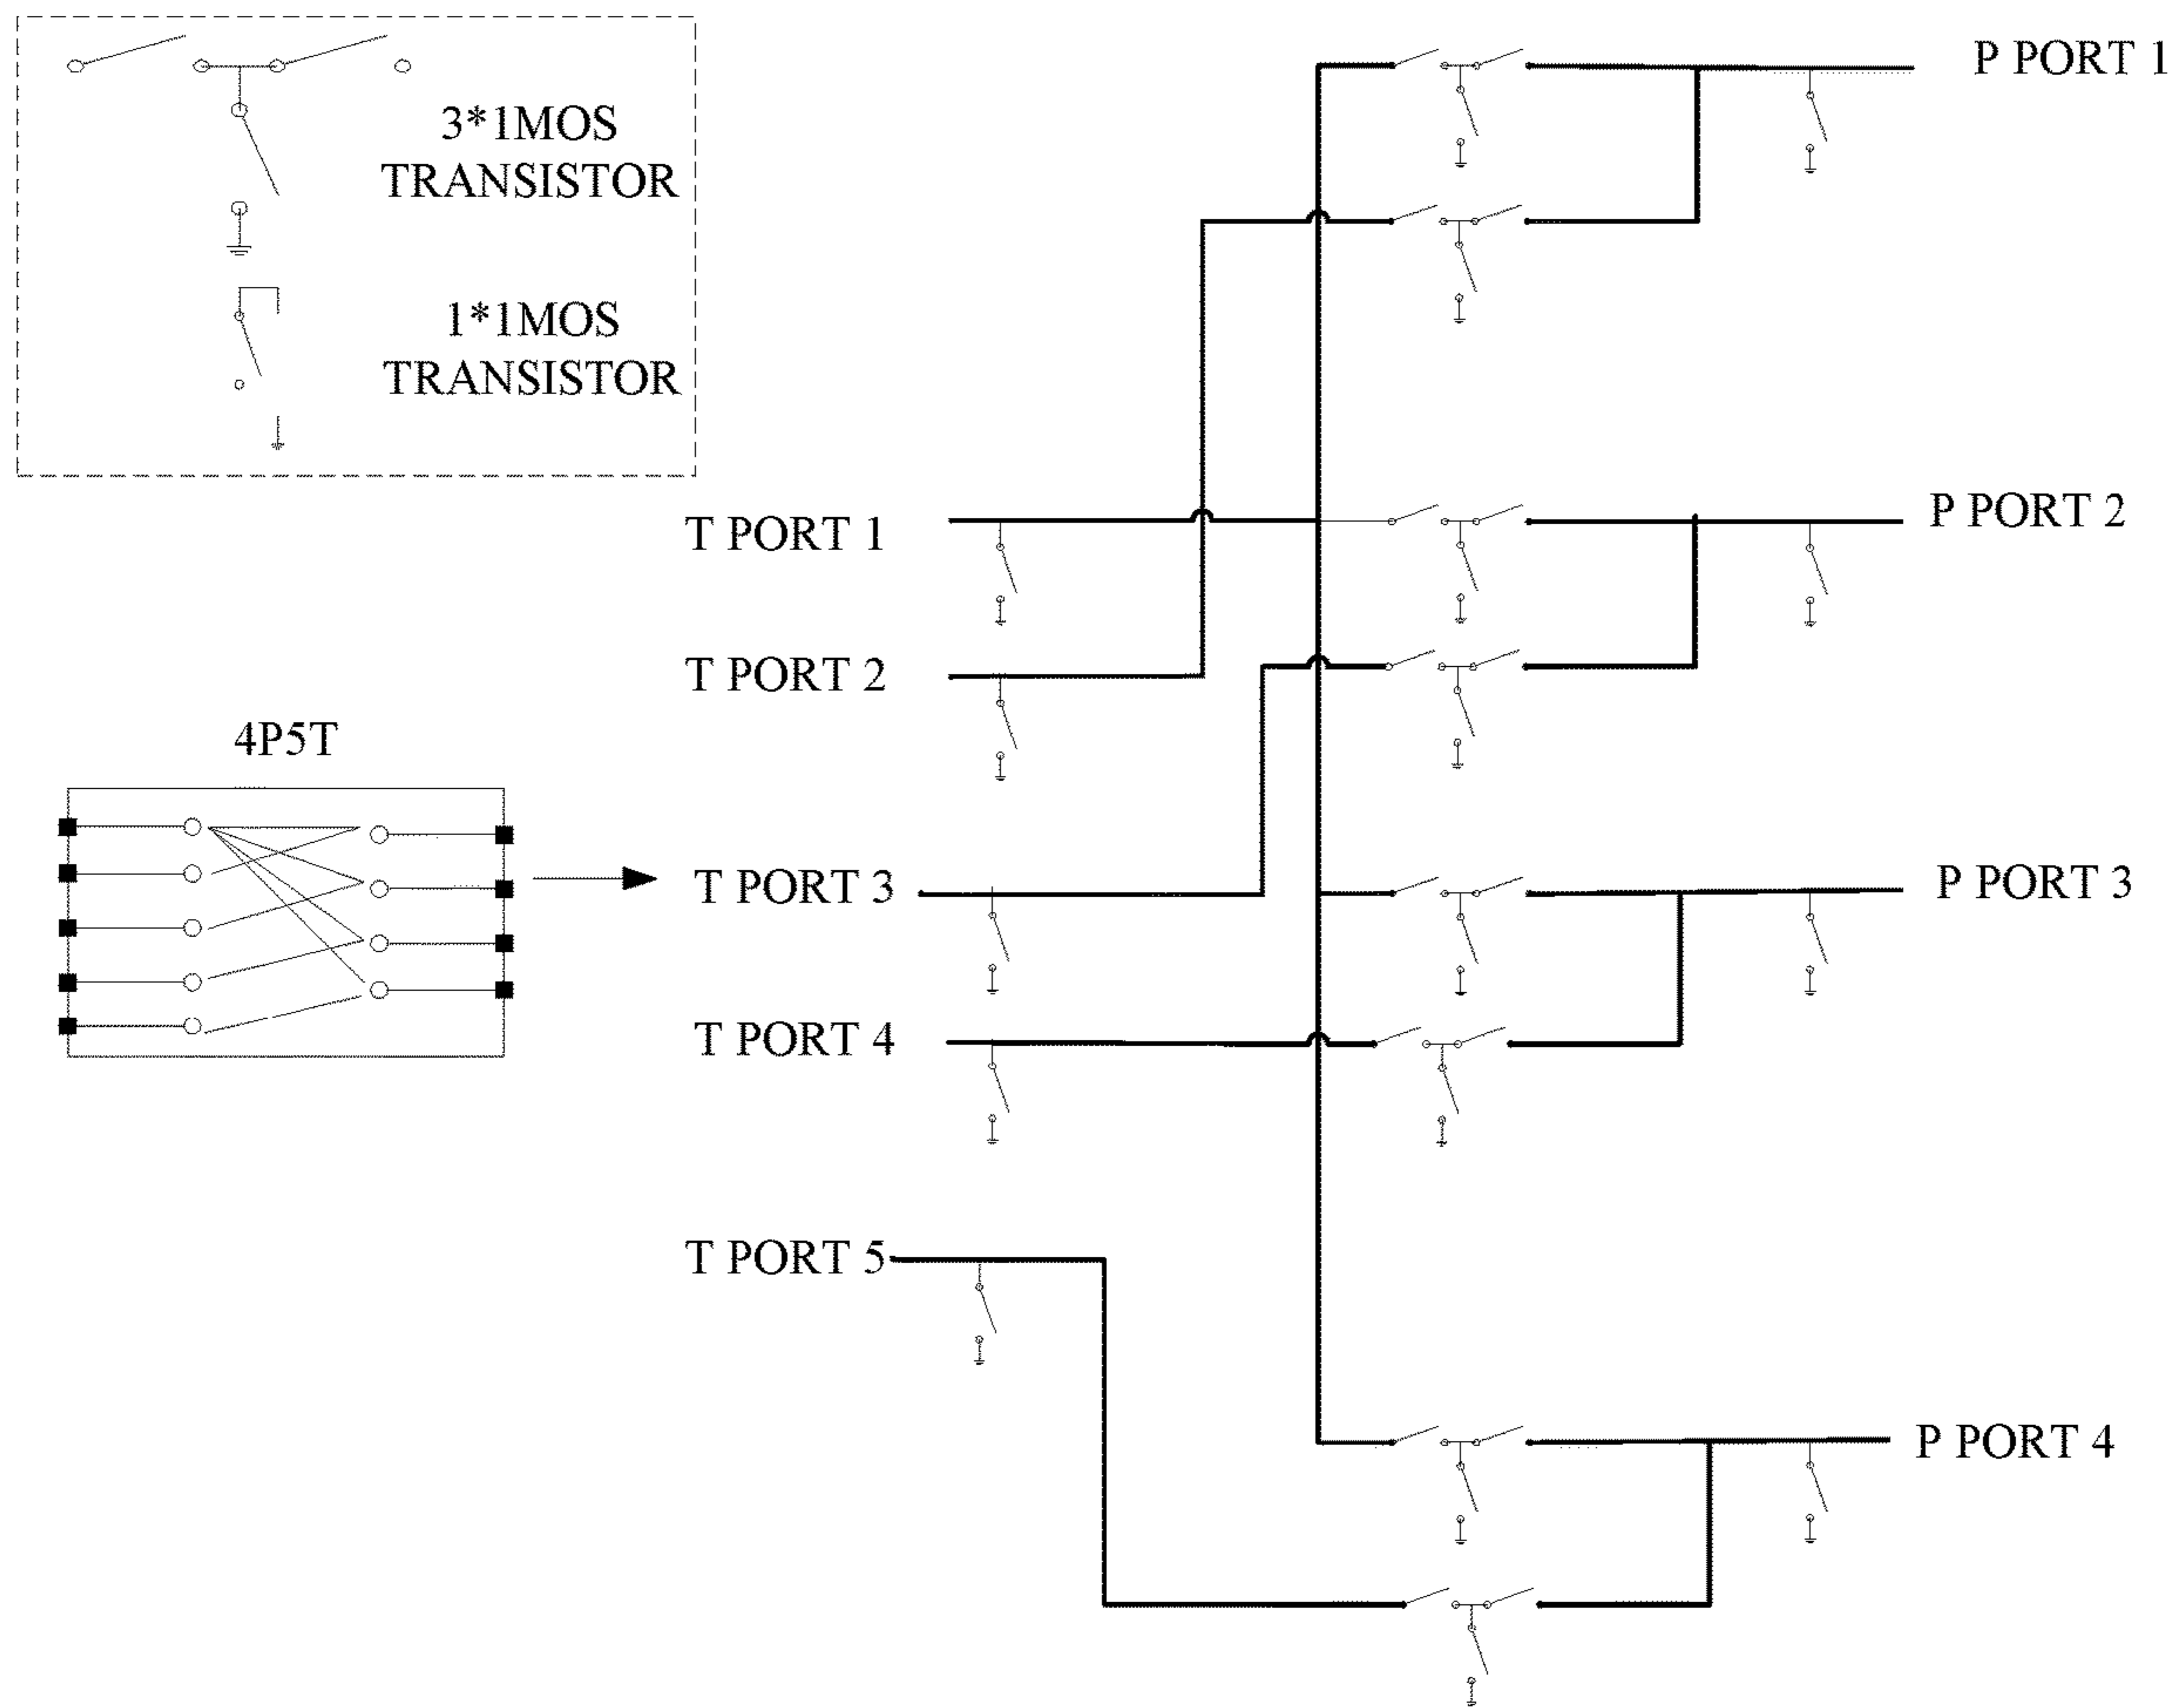 3*1MOS
TRANSISTOR
1*1MOS
TRANSISTOR
4P5T
T PORT 1
T PORT 2
T PORT 3
T PORT 4
T PORT 5
P PORT 1
P PORT 2
P PORT 3
P PORT 4